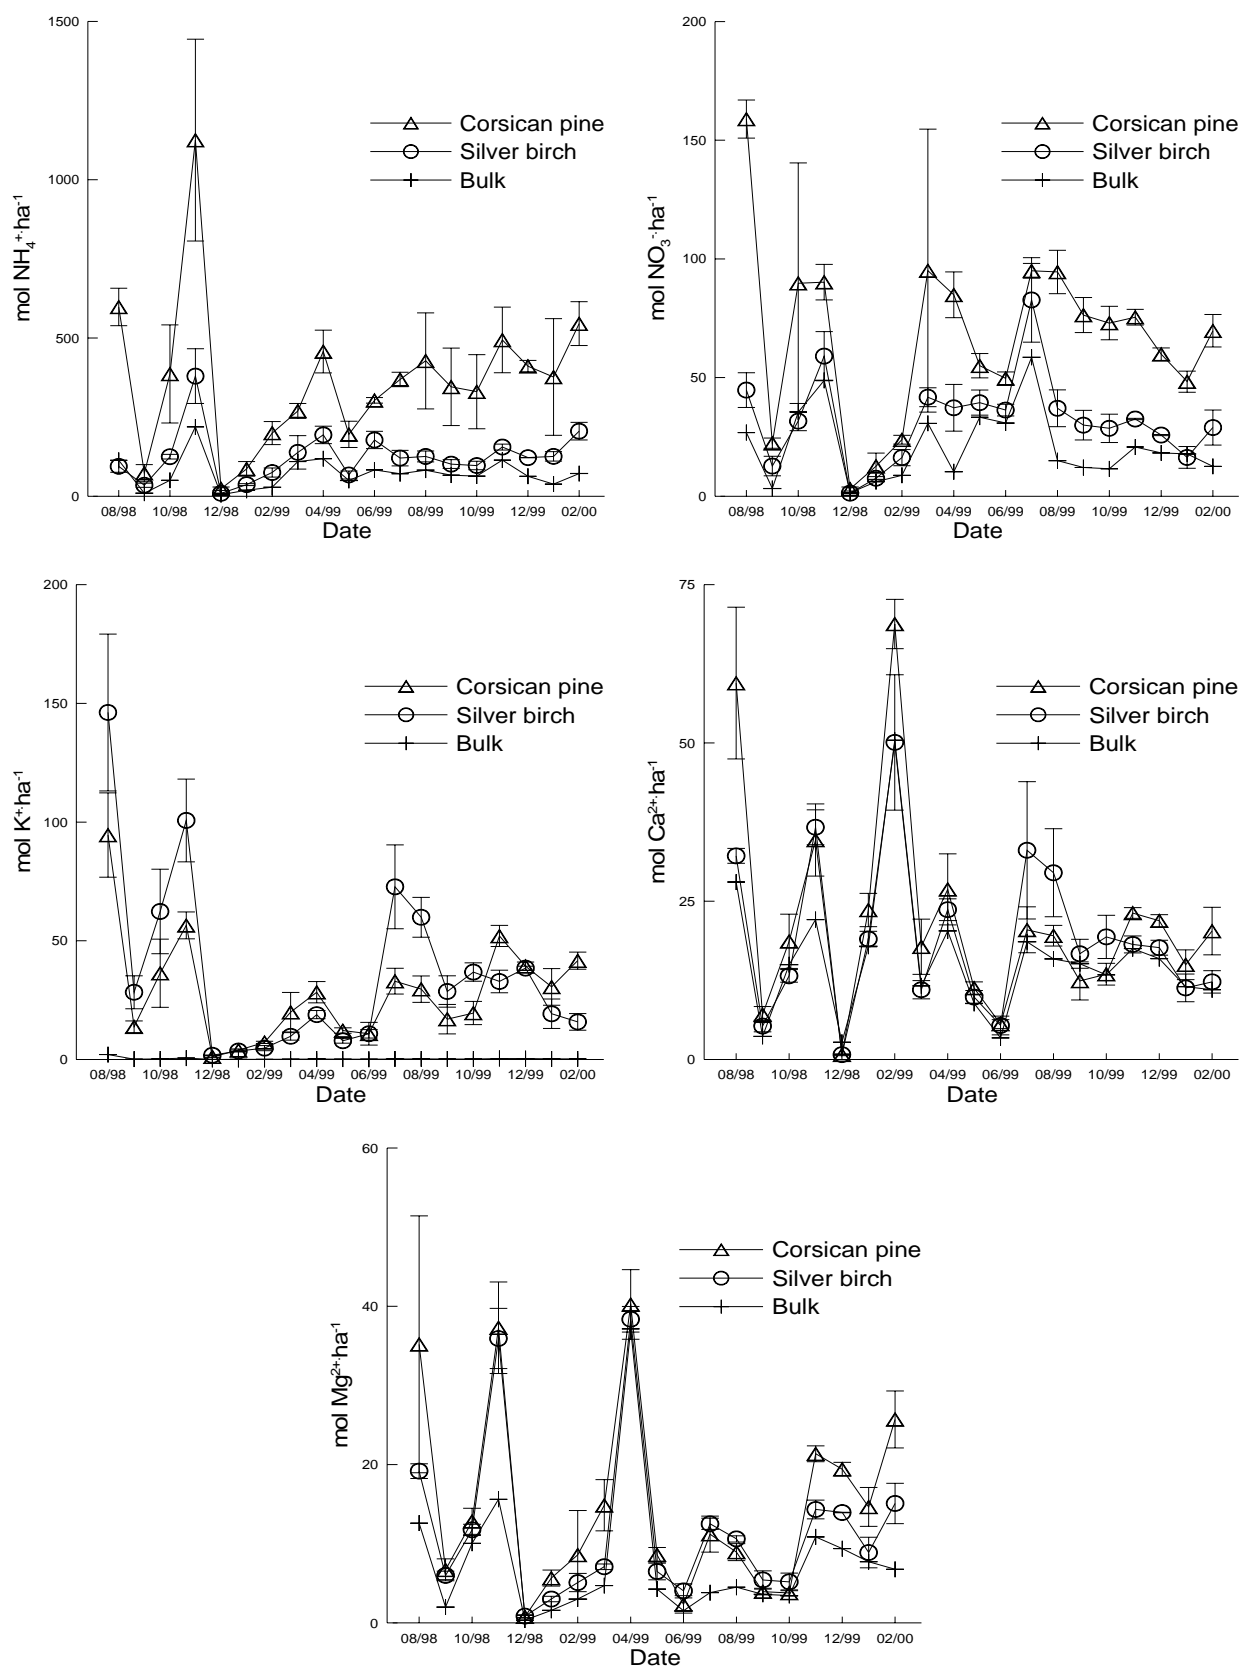 1500
1000
500
0
mol NH₄⁺·ha⁻¹
Corsican pine
Silver birch
Bulk
08/98 10/98 12/98 02/99 04/99 06/99 08/99 10/99 12/99 02/00
Date
200
150
100
50
0
mol NO₃⁻·ha⁻¹
Corsican pine
Silver birch
Bulk
08/98 10/98 12/98 02/99 04/99 06/99 08/99 10/99 12/99 02/00
Date
200
150
100
50
0
mol K⁺·ha⁻¹
Corsican pine
Silver birch
Bulk
08/98 10/98 12/98 02/99 04/99 06/99 08/99 10/99 12/99 02/00
Date
75
50
25
0
mol Ca²⁺·ha⁻¹
Corsican pine
Silver birch
Bulk
08/98 10/98 12/98 02/99 04/99 06/99 08/99 10/99 12/99 02/00
Date
60
40
20
0
mol Mg²⁺·ha⁻¹
Corsican pine
Silver birch
Bulk
08/98 10/98 12/98 02/99 04/99 06/99 08/99 10/99 12/99 02/00
Date